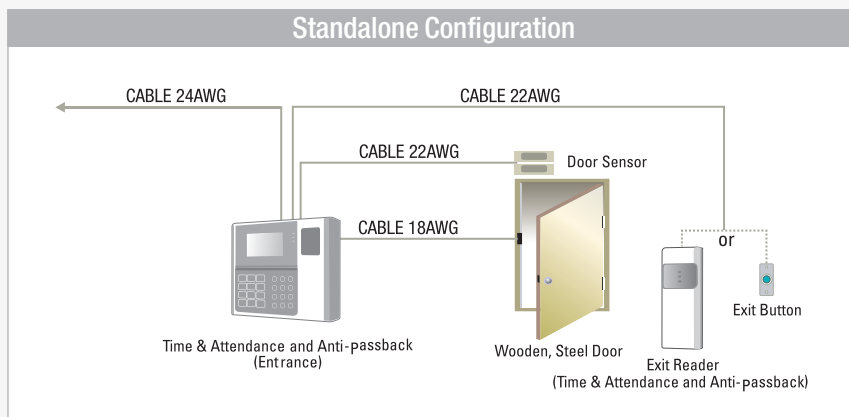 Standalone Configuration
CABLE 24AWG
CABLE 22AWG
CABLE 22AWG
Door Sensor
CABLE 18AWG
or
Exit Button
Time & Attendance and Anti-passback
(Entrance)
Wooden, Steel Door
Exit Reader
(Time & Attendance and Anti-passback)